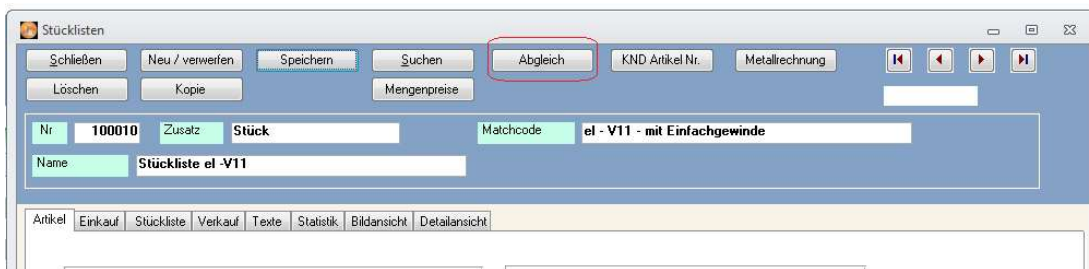 Stücklisten
Schließen Neu / verwerfen Speichern Suchen Abgleich KND Artikel Nr. Metallrechnung
Löschen Kopie Mengenpreise
Nr 100010 Zusatz Stück Matchcode el - V11 - mit Einfachgewinde
Name Stückliste el -V11
Artikel Einkauf Stückliste Verkauf Texte Statistik Bildansicht Detailansicht